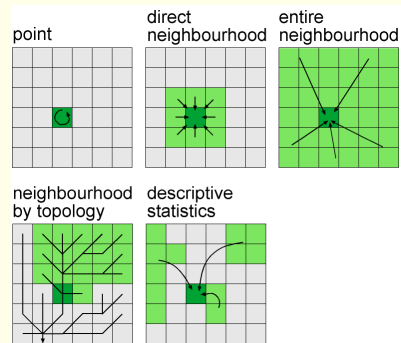 point
direct
neighbourhood
entire
neighbourhood
neighbourhood
by topology
descriptive
statistics